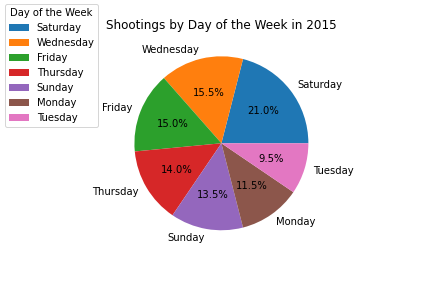 Day of the Week
Saturday
Wednesday
Friday
Thursday
Sunday
Monday
Tuesday
Shootings by Day of the Week in 2015
Wednesday
Saturday
15.5%
21.0%
Friday
15.0%
Thursday
14.0%
9.5%
Tuesday
13.5%
11.5%
Sunday
Monday